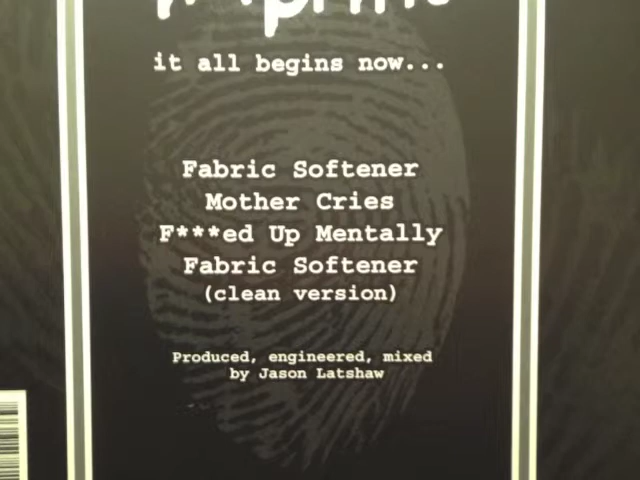 it all begins now...
Fabric Softener
Mother Cries
F***ed Up Mentally
Fabric Softener
(clean version)
Produced, engineered, mixed
by Jason Latshaw